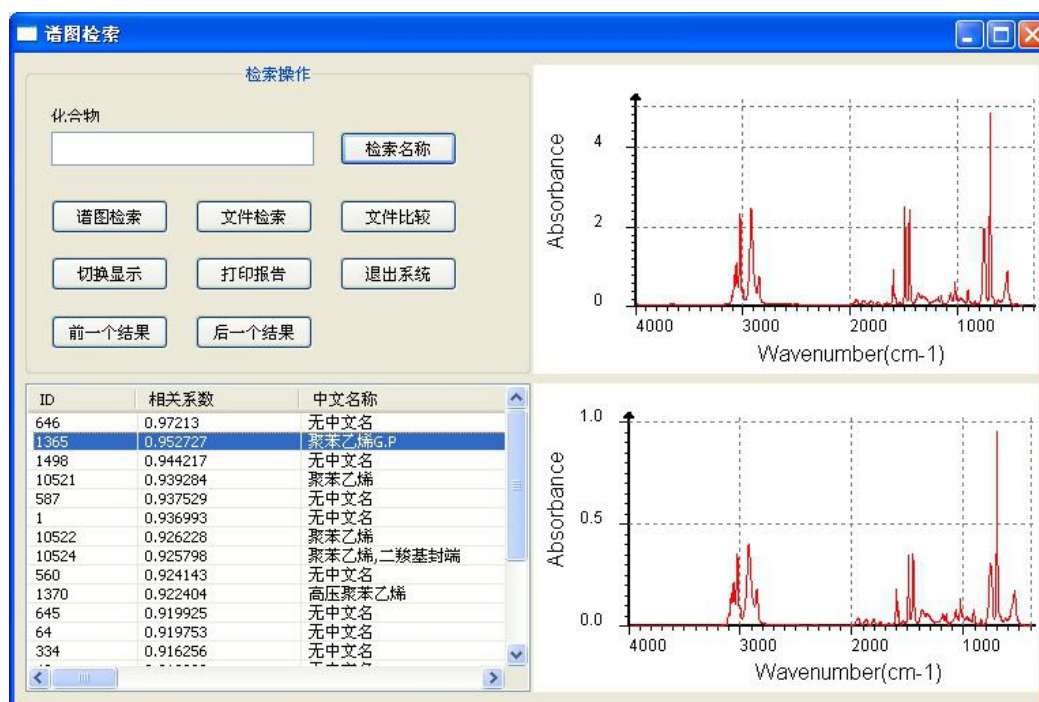 谱图检索
检索操作
化合物
检索名称
谱图检索 文件检索 文件比较
切换显示 打印报告 退出系统
前一个结果 后一个结果
ID 相关系数 中文名称
646 0.97213 无中文名
1365 0.952727 聚苯乙烯G.P
1498 0.944217 无中文名
10521 0.939284 聚苯乙烯
587 0.937529 无中文名
1 0.936993 无中文名
10522 0.926228 聚苯乙烯
10524 0.925798 聚苯乙烯,二羧基封端
560 0.924143 无中文名
1370 0.922404 高压聚苯乙烯
645 0.919925 无中文名
64 0.919753 无中文名
334 0.916256 无中文名
Absorbance
4
2
0
4000 3000 2000 1000
Wavenumber(cm-1)
Absorbance
1.0
0.5
0.0
4000 3000 2000 1000
Wavenumber(cm-1)